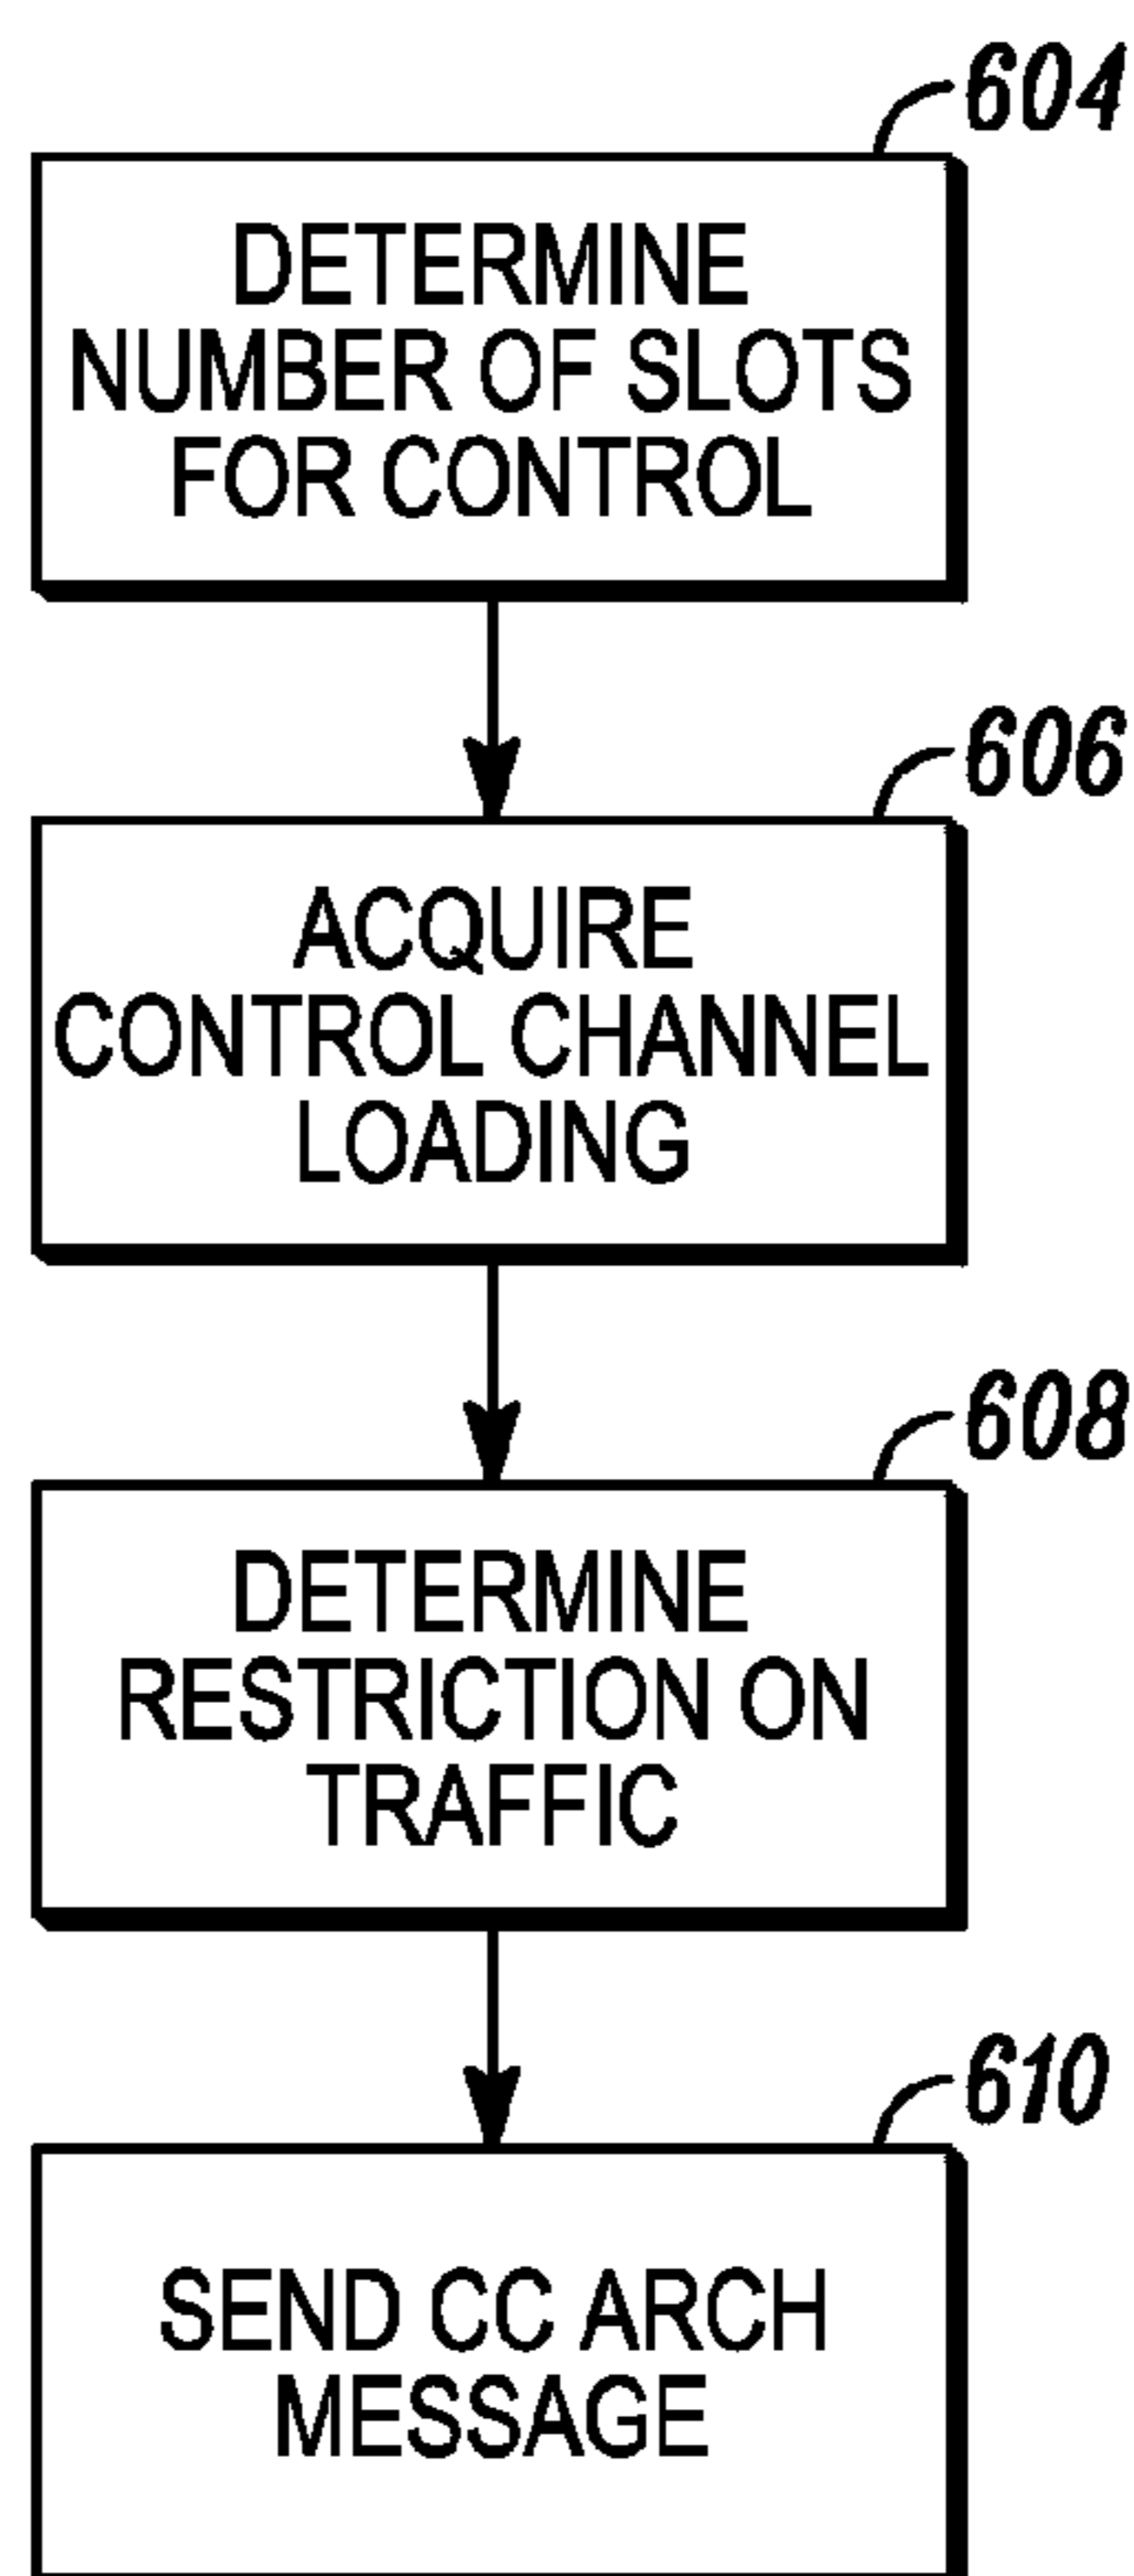 604
DETERMINE
NUMBER OF SLOTS
FOR CONTROL
606
ACQUIRE
CONTROL CHANNEL
LOADING
608
DETERMINE
RESTRICTION ON
TRAFFIC
610
SEND CC ARCH
MESSAGE